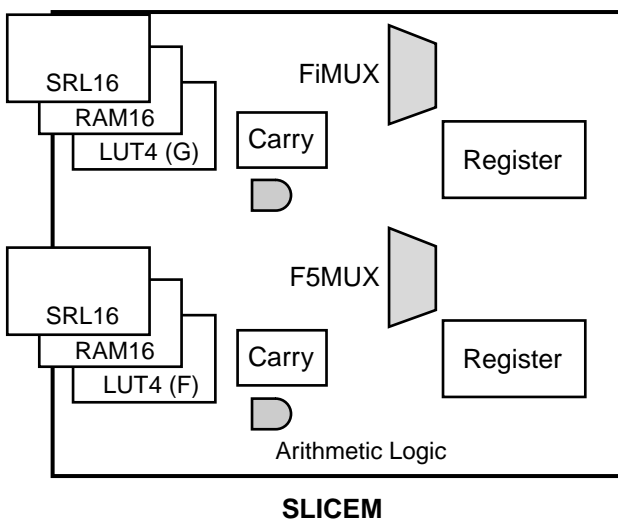 SRL16
RAM16
LUT4 (G)
FiMUX
Carry
Register
SRL16
RAM16
LUT4 (F)
F5MUX
Carry
Register
Arithmetic Logic
SLICEM